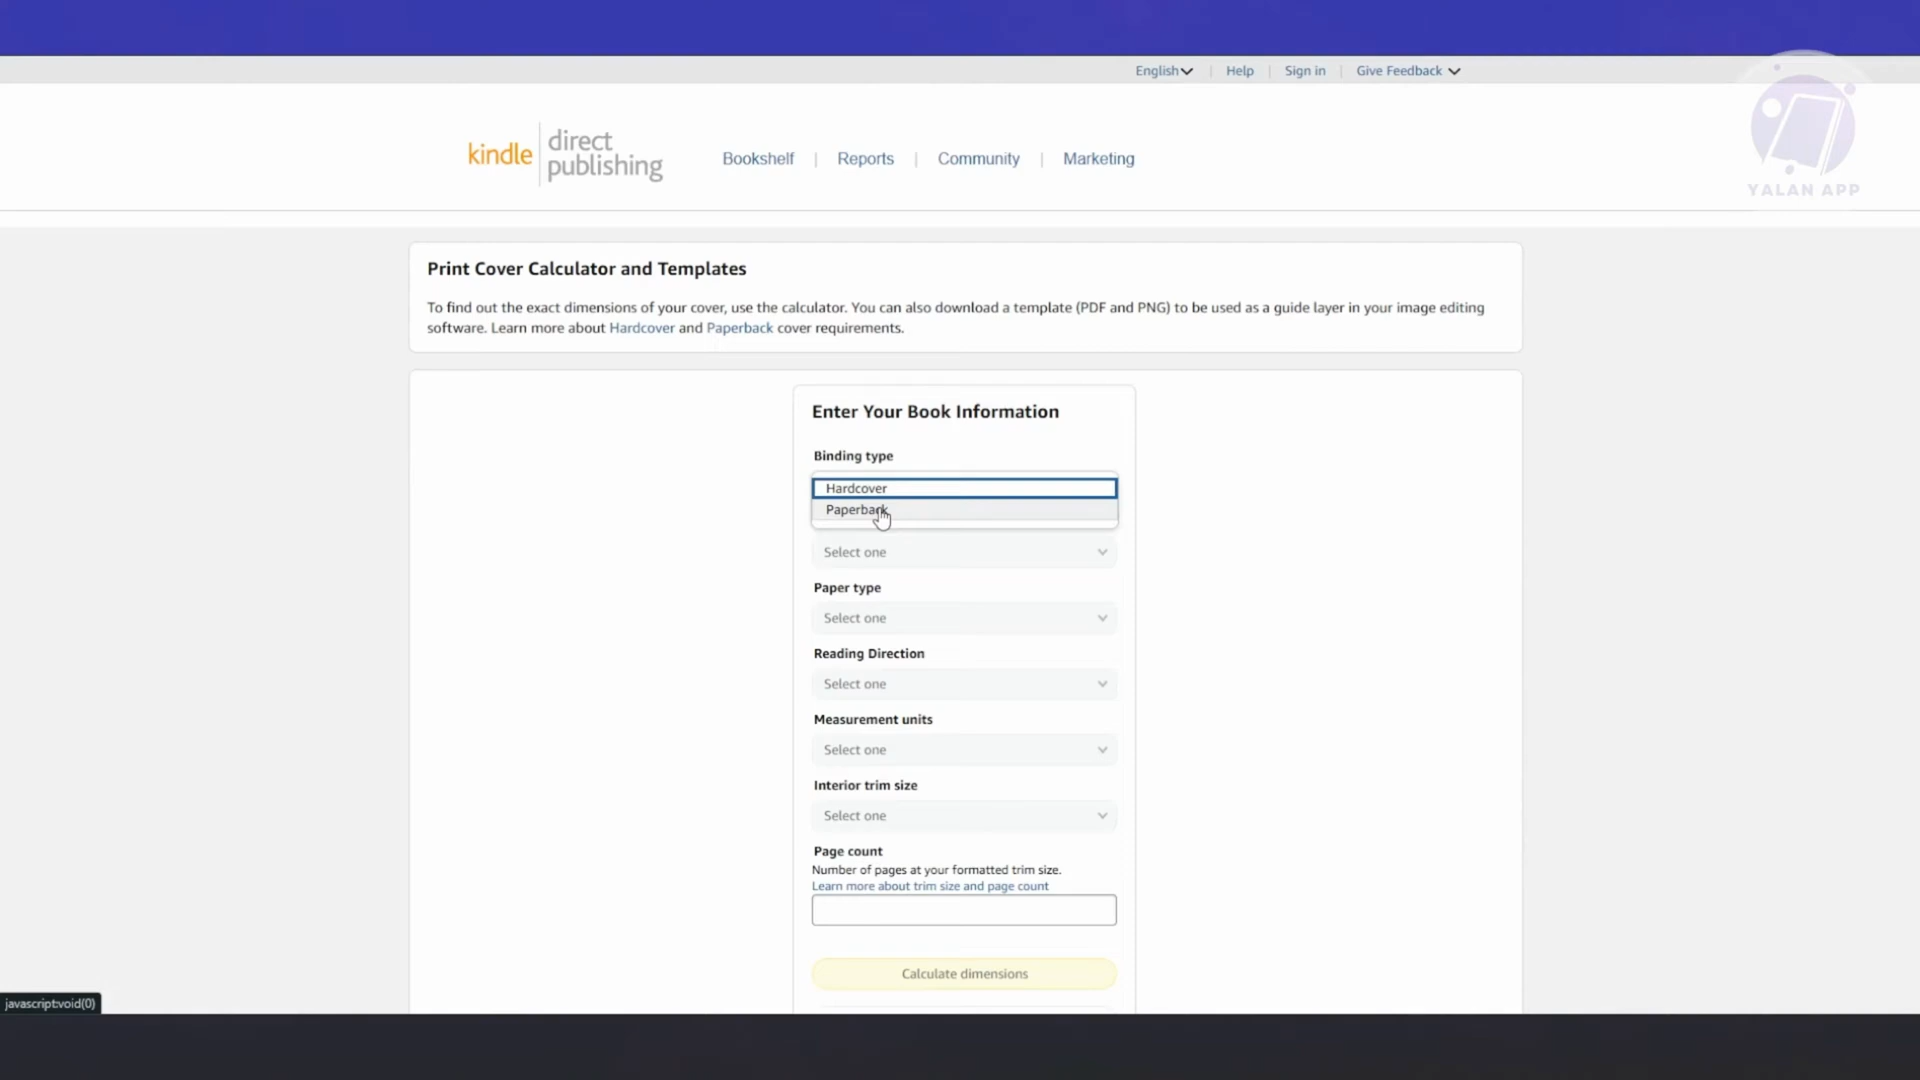 English
Help
Sign in
Give Feedback
YALAN APP
kindle direct publishing
Bookshelf
Reports
Community
Marketing
Print Cover Calculator and Templates
To find out the exact dimensions of your cover, use the calculator. You can also download a template (PDF and PNG) to be used as a guide layer in your image editing
software. Learn more about Hardcover and Paperback cover requirements.
Enter Your Book Information
Binding type
Hardcover
Paperback
Select one
Paper type
Select one
Reading Direction
Select one
Measurement units
Select one
Interior trim size
Select one
Page count
Number of pages at your formatted trim size.
Learn more about trim size and page count
Calculate dimensions
javascript:void(0)